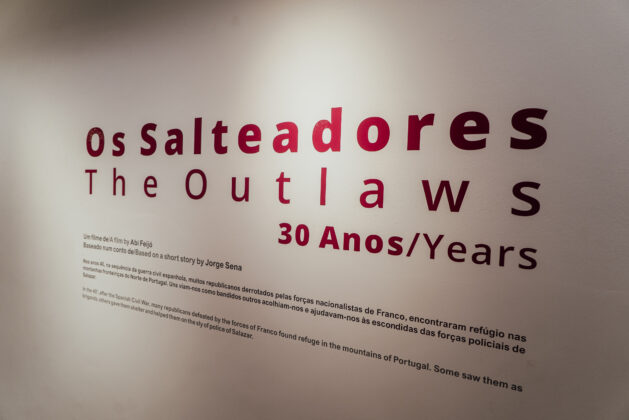 Os Salteadores
The Outlaws
30 Anos/Years
Um filme de/A film by Abi Feijó
Baseado num conto de/Based on a short story by Jorge Sena
Nos anos 40, na sequência da guerra civil espanhola, muitos republicanos derrotados pelas forças nacionalistas de Franco, encontraram refúgio nas
montanhas fronteiriças do Norte de Portugal. Uns viam-nos como bandidos outros acolhiam-nos e ajudavam-nos às escondidas das forças policiais de
Salazar.
In the 40' after the Spanish Civil War, many republicans defeated by the forces of Franco found refuge in the mountains of Portugal. Some saw them as
brigands others gave them shelter and helped them on the sly of police of Salazar.